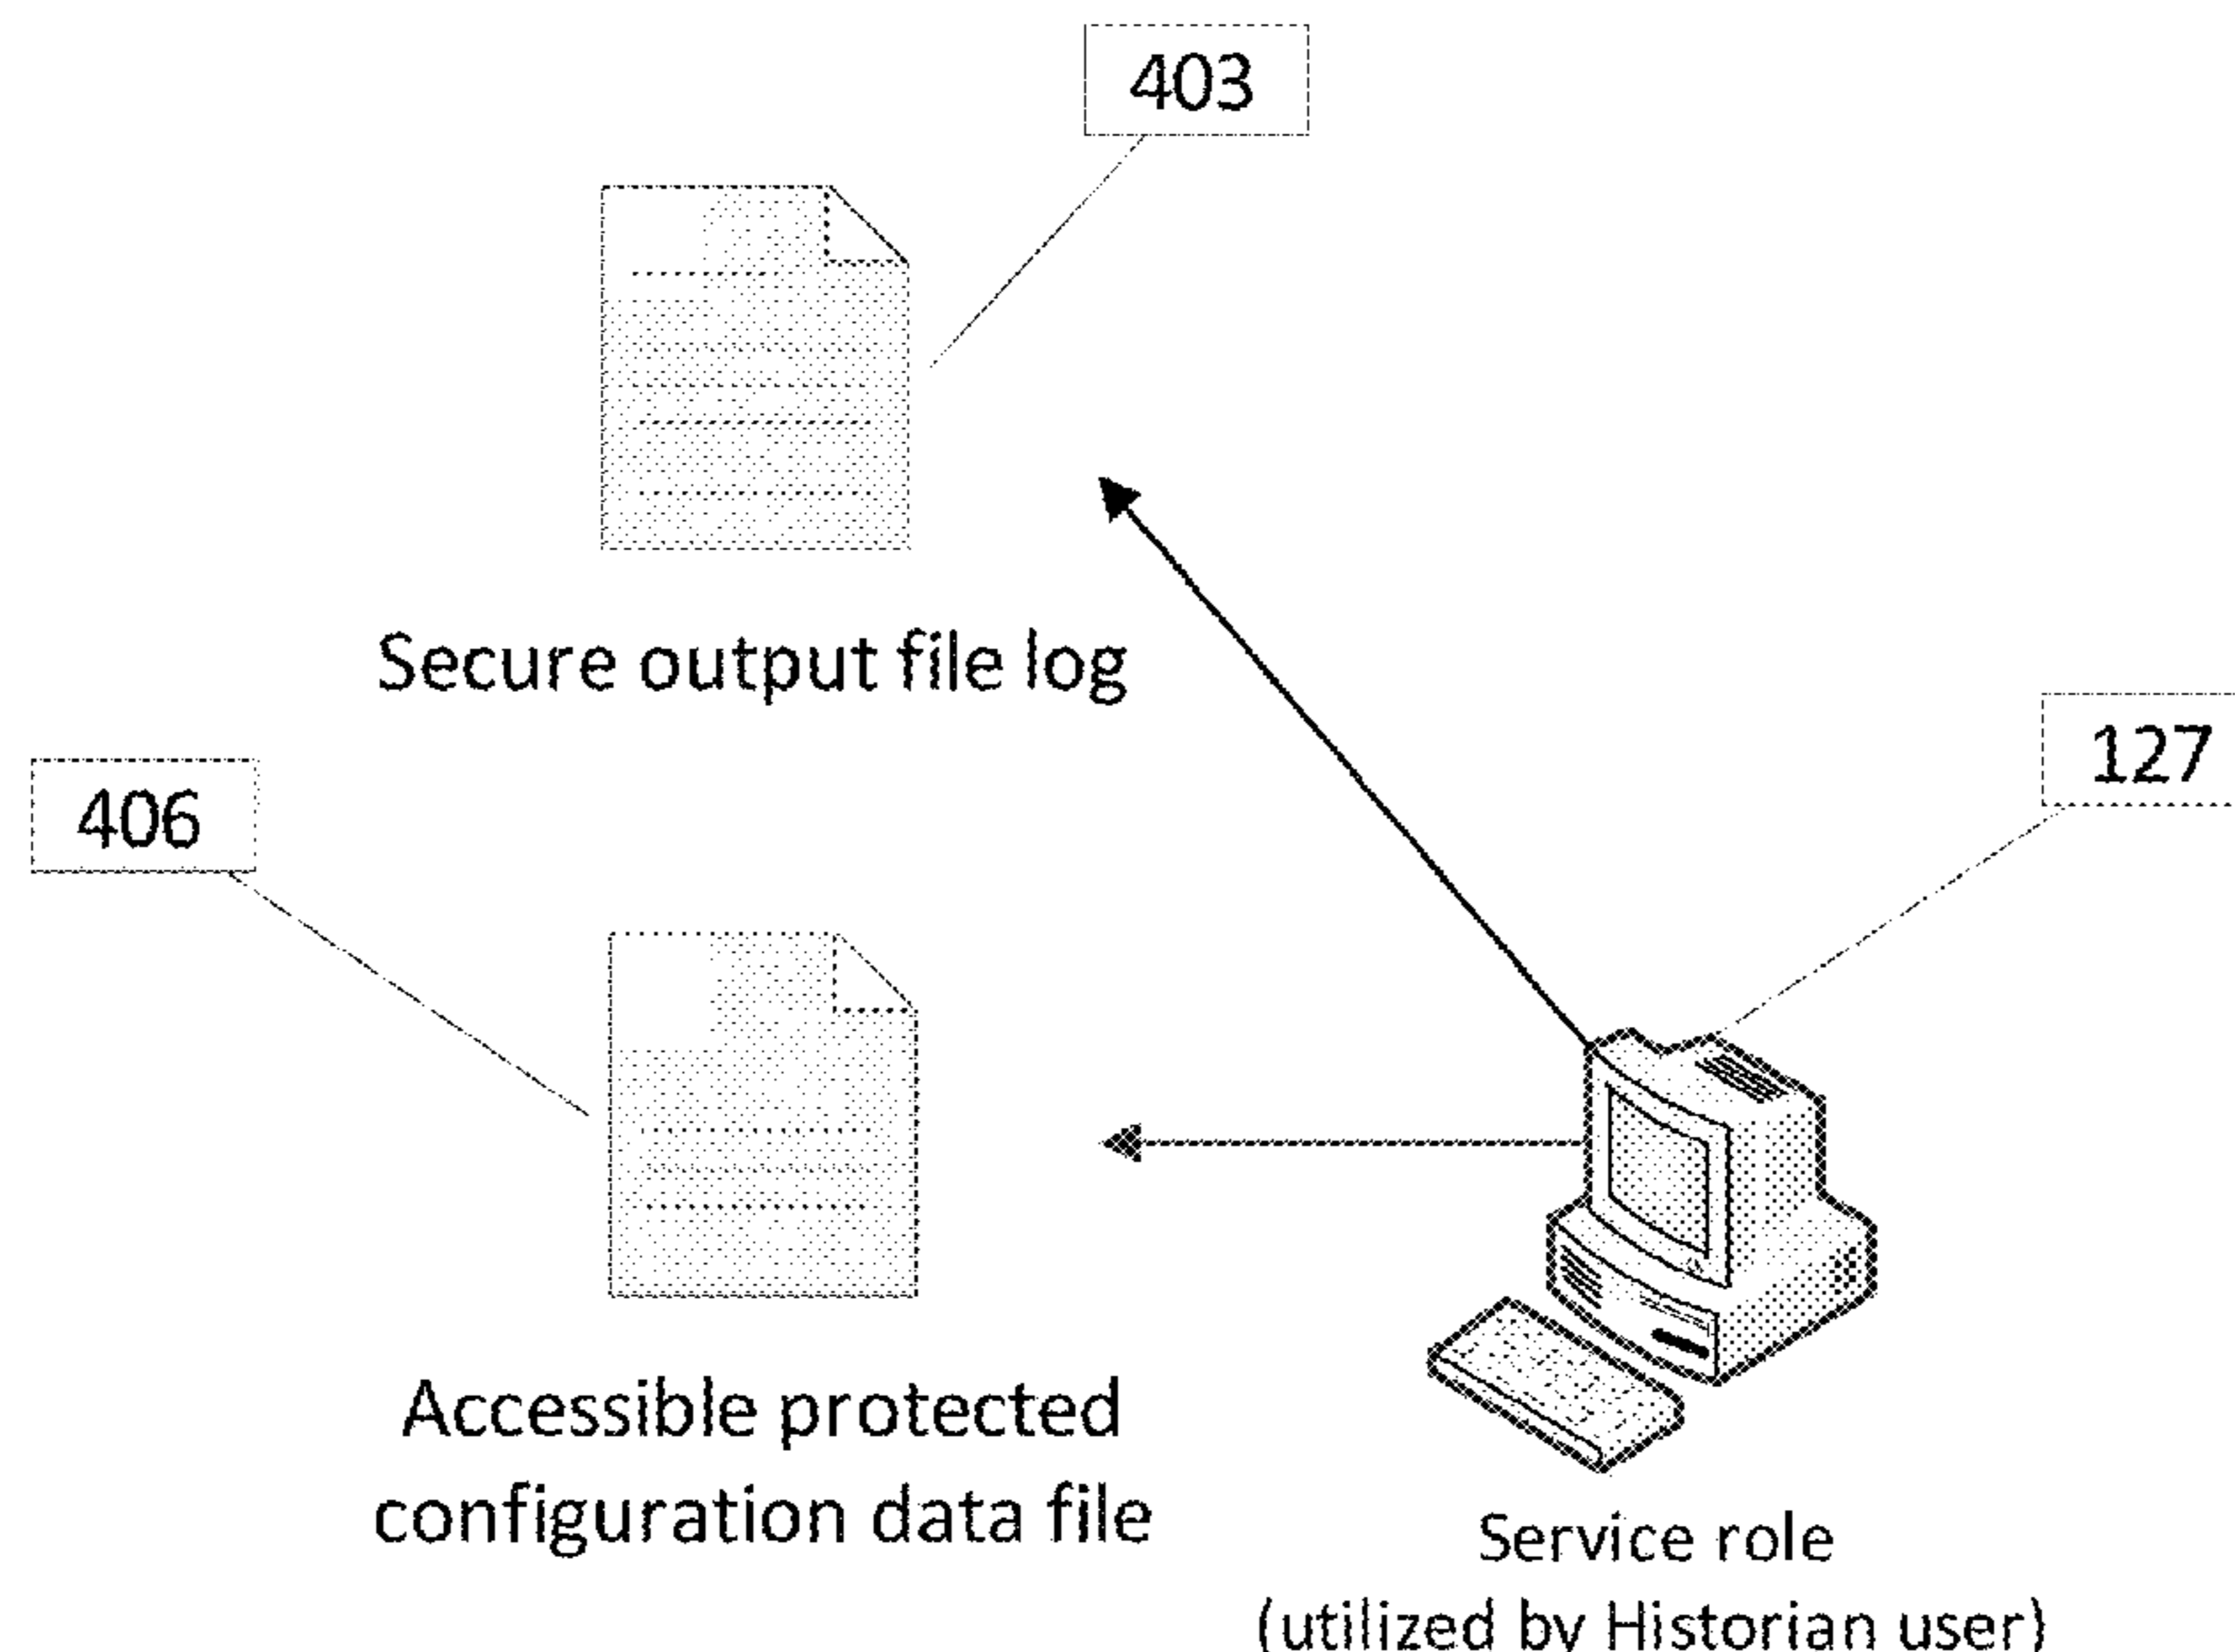 403
Secure output file log
127
406
Accessible protected
configuration data file
Service role
(utilized by Historian user)